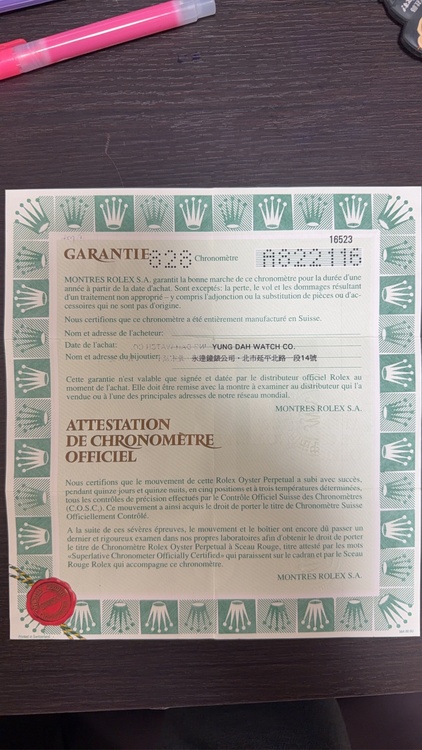 16523
GARANTIE 828 Chronomètre A822116
MONTRES ROLEX S.A. garantit la bonne marche de ce chronomètre pour la durée d'une
année à partir de la date d'achat. Sont exceptés: la perte, le vol et les dommages résultant
d'un traitement non approprié – y compris l'adjonction ou la substitution de pièces ou d'ac-
cessoires qui ne sont pas d'origine.
Nous certifions que ce chronomètre a été entièrement manufacturé en Suisse.
Nom et adresse de l'acheteur:
Date de l'achat: YUNG DAH WATCH CO.
Nom et adresse du bijoutier: 永達鐘錶公司·北市延平北路一段14號
Cette garantie n'est valable que signée et datée par le distributeur officiel Rolex au
moment de l'achat. Elle doit être remise avec la montre à examiner au distributeur qui l'a
vendue ou à l'une des principales adresses de notre réseau mondial.
MONTRES ROLEX S.A.
ATTESTATION
DE CHRONOMÈTRE
OFFICIEL
Nous certifions que le mouvement de cette Rolex Oyster Perpetual a subi avec succès,
pendant quinze jours et quinze nuits, en cinq positions et à trois températures déterminées,
tous les contrôles de précision effectués par le Contrôle Officiel Suisse des Chronomètres
(C.O.S.C.). Ce mouvement a ainsi acquis le droit de porter le titre de Chronomètre Suisse
Officiellement Contrôlé.
A la suite de ces sévères épreuves, le mouvement et le boîtier ont encore dû passer un
dernier et rigoureux examen dans nos propres laboratoires afin d'obtenir le droit de porter
le titre de Chronomètre Rolex Oyster Perpetual à Sceau Rouge, titre attesté par les mots
«Superlative Chronometer Officially Certified» qui paraissent sur le cadran et par le Sceau
Rouge Rolex qui accompagne ce chronomètre.
MONTRES ROLEX S.A.